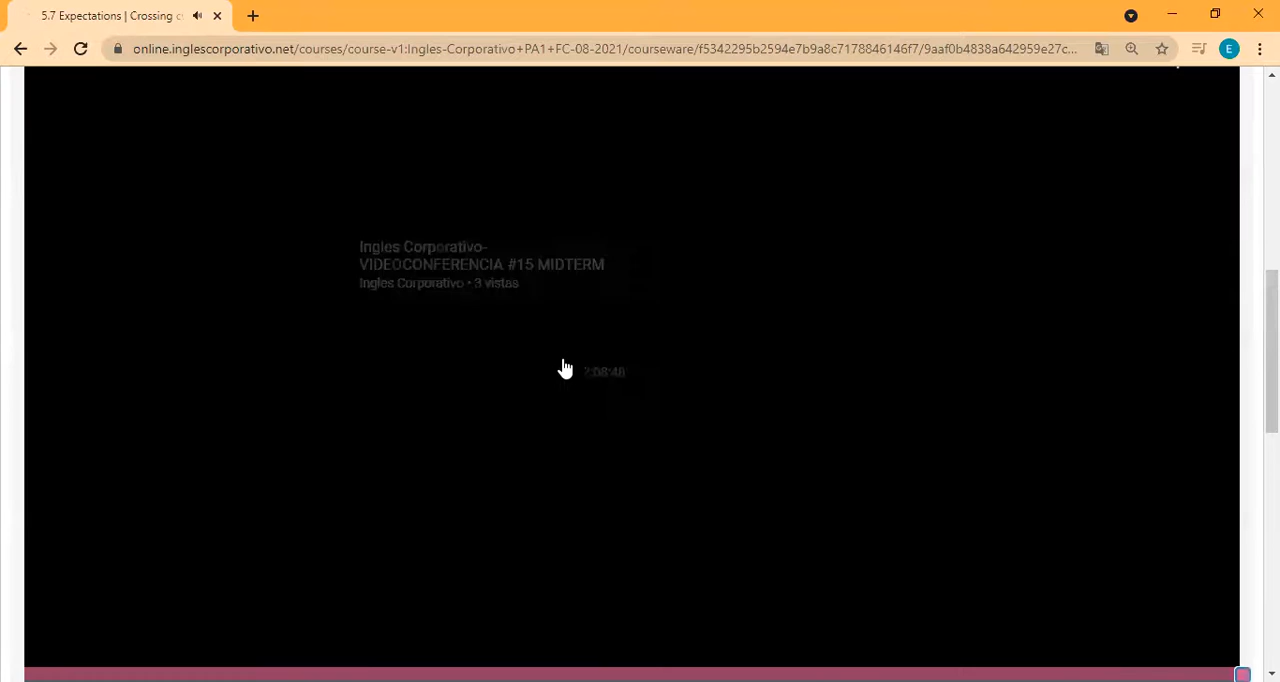 5.7 Expectations | Crossing c
online.inglescorporativo.net/courses/course-v1:Ingles-Corporativo+PA1+FC-08-2021/courseware/f5342295b2594e7b9a8c7178846146f7/9aaf0b4838a642959e27c...
E
Ingles Corporativo-
VIDEOCONFERENCIA #15 MIDTERM
Ingles Corporativo • 3 vistas
2:08:46